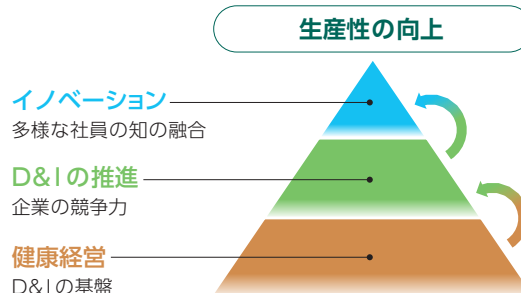 生産性の向上
イノベーション
多様な社員の知の融合
D&Iの推進
企業の競争力
健康経営
D&Iの基盤